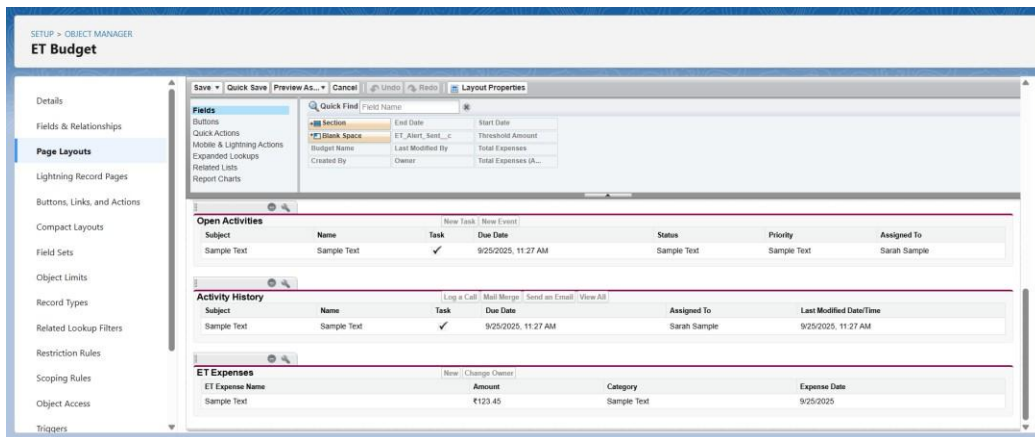 SETUP > OBJECT MANAGER
ET Budget
Details
Fields & Relationships
Page Layouts
Lightning Record Pages
Buttons, Links, and Actions
Compact Layouts
Field Sets
Object Limits
Record Types
Related Lookup Filters
Restriction Rules
Scoping Rules
Object Access
Triggers
Save Quick Save Preview As... Cancel Undo Redo Layout Properties
Fields
Buttons
Quick Actions
Mobile & Lightning Actions
Expanded Lookups
Related Lists
Report Charts
Quick Find Field Name
Section End Date Start Date
Blank Space ET_Alert_Sent__c Threshold Amount
Budget Name Last Modified By Total Expenses
Created By Owner Total Expenses (A...
Open Activities New Task New Event
Subject Name Task Due Date Status Priority Assigned To
Sample Text Sample Text ✓ 9/25/2025, 11:27 AM Sample Text Sample Text Sarah Sample
Activity History Log a Call Mail Merge Send an Email View All
Subject Name Task Due Date Assigned To Last Modified Date/Time
Sample Text Sample Text ✓ 9/25/2025, 11:27 AM Sarah Sample 9/25/2025, 11:27 AM
ET Expenses New Change Owner
ET Expense Name Amount Category Expense Date
Sample Text ₹123.45 Sample Text 9/25/2025